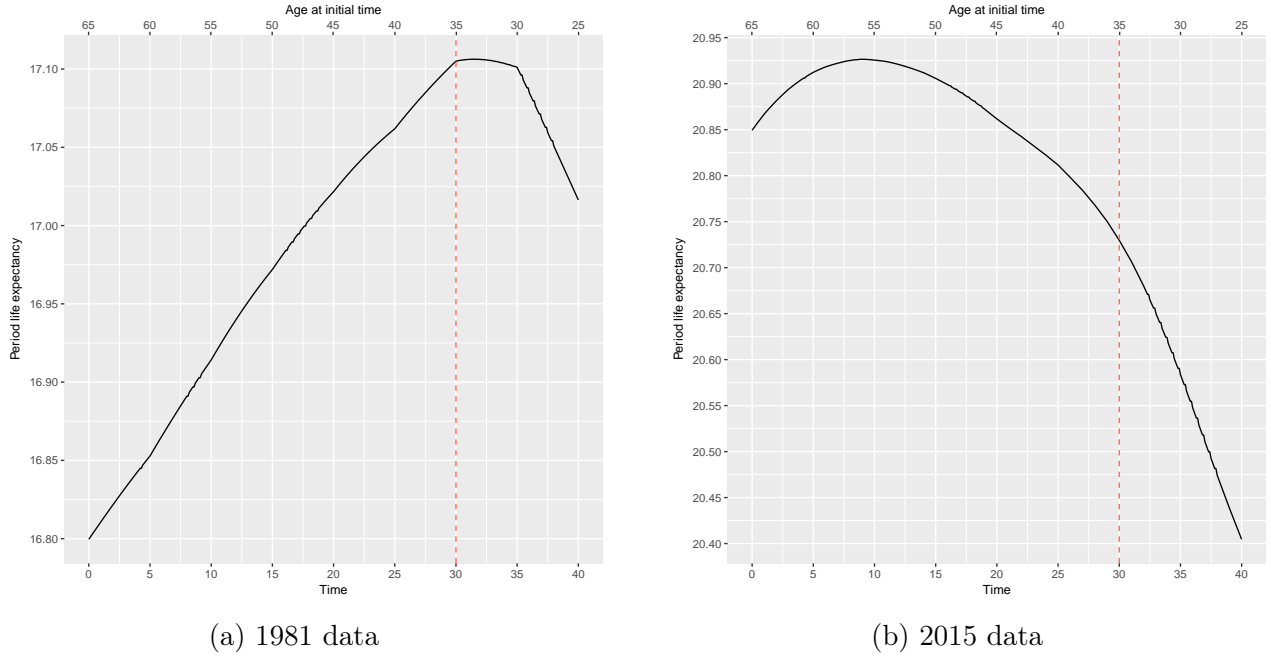 Age at initial time
65 60 55 50 45 40 35 30 25
17.10
17.05
17.00
16.95
16.90
16.85
16.80
Period life expectancy
0 5 10 15 20 25 30 35 40
Time
(a) 1981 data
Age at initial time
65 60 55 50 45 40 35 30 25
20.95
20.90
20.85
20.80
20.75
20.70
20.65
20.60
20.55
20.50
20.45
20.40
Period life expectancy
0 5 10 15 20 25 30 35 40
Time
(b) 2015 data